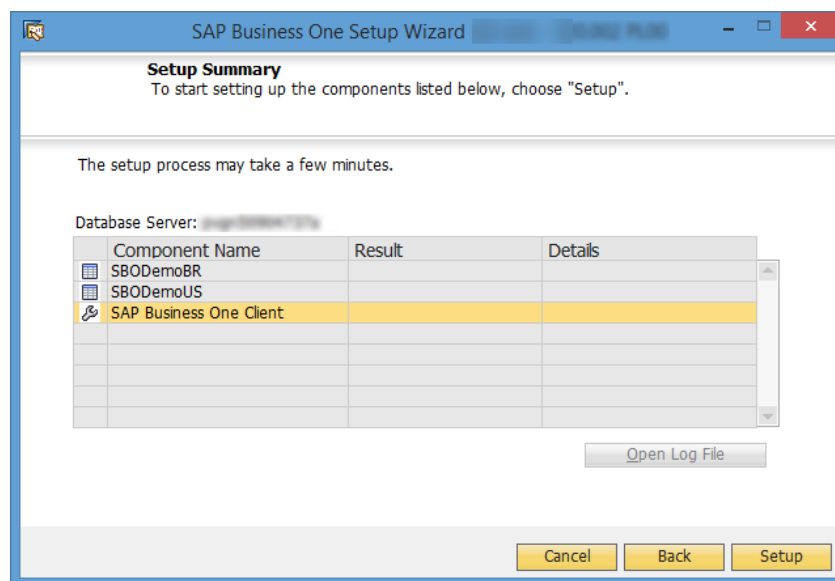 SAP Business One Setup Wizard
Setup Summary
To start setting up the components listed below, choose "Setup".
The setup process may take a few minutes.
Database Server:
Component Name Result Details
SBODemoBR
SBODemoUS
SAP Business One Client
Open Log File
Cancel Back Setup